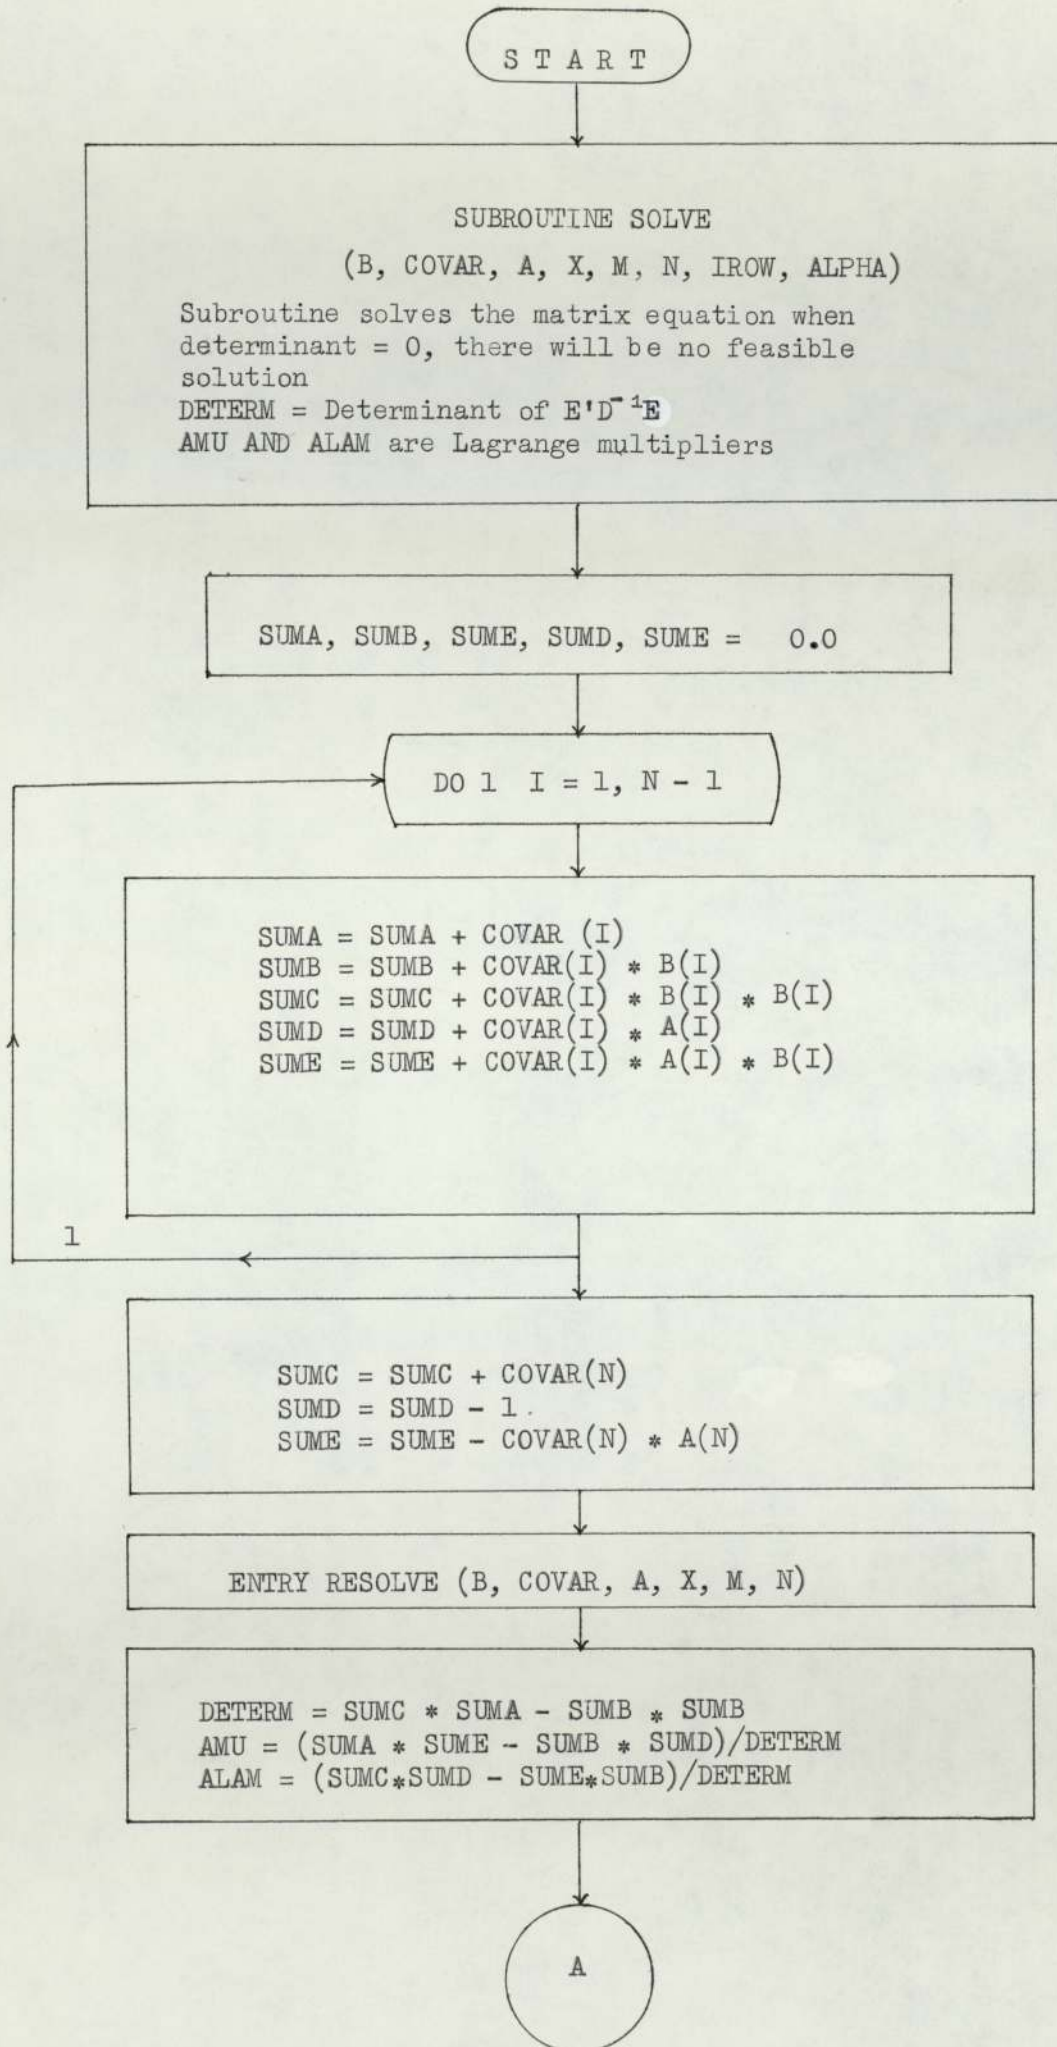 S T A R T
SUBROUTINE SOLVE
(B, COVAR, A, X, M, N, IROW, ALPHA)
Subroutine solves the matrix equation when
determinant = 0, there will be no feasible
solution
DETERM = Determinant of E'D⁻¹E
AMU AND ALAM are Lagrange multipliers
SUMA, SUMB, SUME, SUMD, SUME = 0.0
DO 1 I = 1, N - 1
SUMA = SUMA + COVAR (I)
SUMB = SUMB + COVAR(I) * B(I)
SUMC = SUMC + COVAR(I) * B(I) * B(I)
SUMD = SUMD + COVAR(I) * A(I)
SUME = SUME + COVAR(I) * A(I) * B(I)
1
SUMC = SUMC + COVAR(N)
SUMD = SUMD - 1.
SUME = SUME - COVAR(N) * A(N)
ENTRY RESOLVE (B, COVAR, A, X, M, N)
DETERM = SUMC * SUMA - SUMB * SUMB
AMU = (SUMA * SUME - SUMB * SUMD)/DETERM
ALAM = (SUMC*SUMD - SUME*SUMB)/DETERM
A